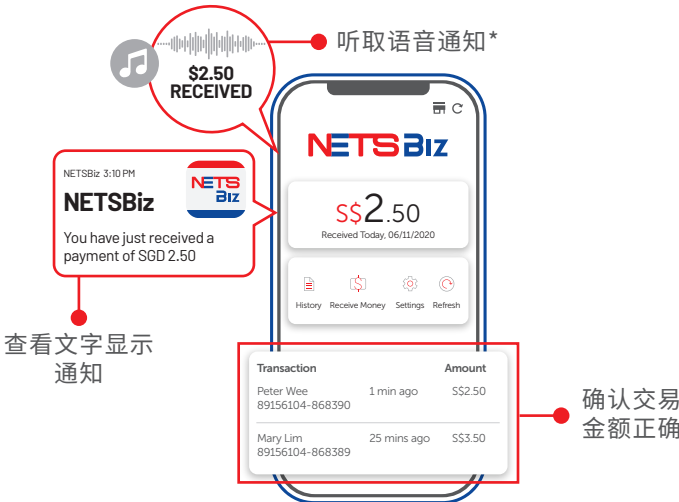 听取语音通知*
$2.50
RECEIVED
NETSBiz
NETSBiz 3:10 PM
NETSBiz
NETS
Biz
You have just received a
payment of SGD 2.50
S$2.50
Received Today, 06/11/2020
History Receive Money Settings Refresh
查看文字显示
通知
Transaction Amount
Peter Wee 1 min ago S$2.50
89156104-868390
Mary Lim 25 mins ago S$3.50
89156104-868389
确认交易
金额正确